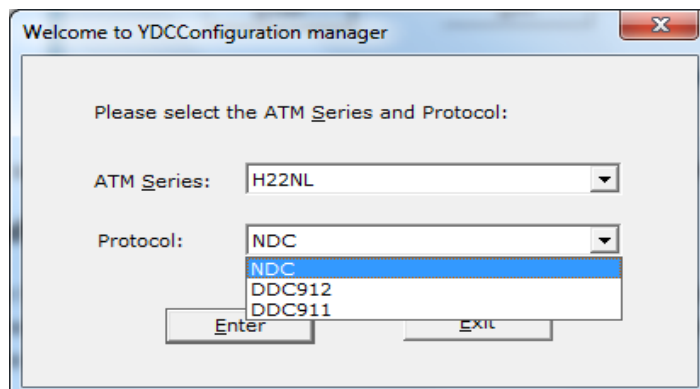 Welcome to YDCConfiguration manager
Please select the ATM Series and Protocol:
ATM Series: H22NL
Protocol: NDC
NDC
DDC912
DDC911
Enter Exit